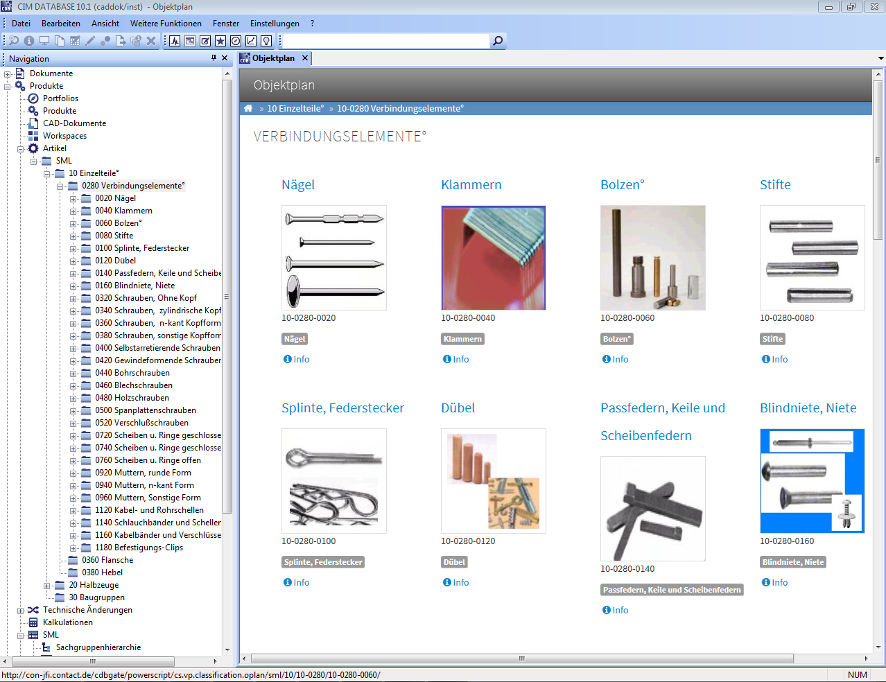 CIM DATABASE 10.1 (caddok/inst) - Objektplan
Datei Bearbeiten Ansicht Weitere Funktionen Fenster Einstellungen ?
Navigation
Objektplan
Dokumente
Produkte
Portfolios
Produkte
CAD-Dokumente
Workspaces
Artikel
SML
10 Einzelteile°
0280 Verbindungselemente°
0020 Nägel
0040 Klammern
0060 Bolzen°
0080 Stifte
0100 Splinte, Federstecker
0120 Dübel
0140 Passfedern, Keile und Scheibe
0160 Blindniete, Niete
0320 Schrauben, Ohne Kopf
0340 Schrauben, zylindrische Kopf
0360 Schrauben, n-kant Kopfform
0380 Schrauben, sonstige Kopfform
0400 Selbstarretierende Schrauben
0420 Gewindeformende Schrauben
0440 Bohrschrauben
0460 Blechschrauben
0480 Holzschrauben
0500 Spanplattenschrauben
0520 Verschlußschrauben
0720 Scheiben u. Ringe geschlosse
0740 Scheiben u. Ringe geschlosse
0760 Scheiben u. Ringe offen
0920 Muttern, runde Form
0940 Muttern, n-kant Form
0960 Muttern, Sonstige Form
1120 Kabel- und Rohrschellen
1140 Schlauchbänder und Scheller
1160 Kabelbänder und Verschlüsse
1180 Befestigungs-Clips
0360 Flansche
0380 Hebel
20 Halbzeuge
30 Baugruppen
Technische Änderungen
Kalkulationen
SML
Sachgruppenhierarchie
Objektplan
» 10 Einzelteile° » 10-0280 Verbindungselemente°
VERBINDUNGSELEMENTE°
Nägel Klammern Bolzen° Stifte
10-0280-0020 10-0280-0040 10-0280-0060 10-0280-0080
Nägel Klammern Bolzen° Stifte
Info Info Info Info
Splinte, Federstecker Dübel Passfedern, Keile und Blindniete, Niete
Scheibenfedern
10-0280-0100 10-0280-0120 10-0280-0160
10-0280-0140
Splinte, Federstecker Dübel Blindniete, Niete
Passfedern, Keile und Scheibenfedern
Info Info Info
Info
http://con-jfi.contact.de/cdbgate/powerscript/cs.vp.classification.oplan/sml/10/10-0280/10-0280-0060/ NUM